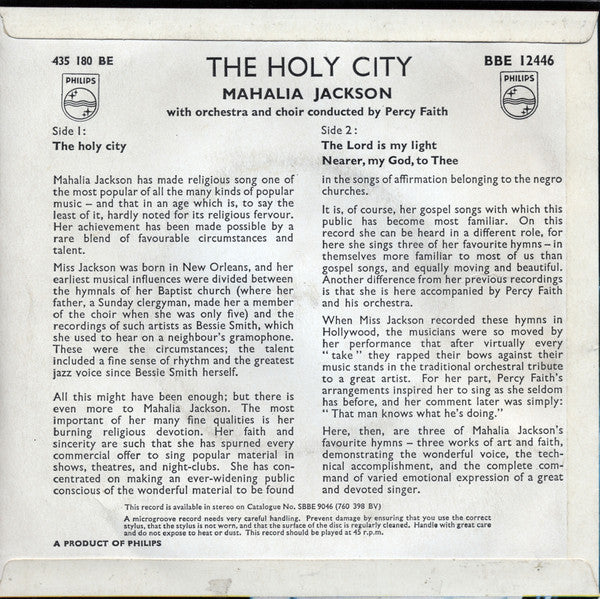 435 180 BE
THE HOLY CITY
BBE 12446
PHILIPS
MAHALIA JACKSON
PHILIPS
with orchestra and choir conducted by Percy Faith
Side 1:
The holy city
Mahalia Jackson has made religious song one of
the most popular of all the many kinds of popular
music – and that in an age which is, to say the
least of it, hardly noted for its religious fervour.
Her achievement has been made possible by a
rare blend of favourable circumstances and
talent.
Miss Jackson was born in New Orleans, and her
earliest musical influences were divided between
the hymnals of her Baptist church (where her
father, a Sunday clergyman, made her a member
of the choir when she was only five) and the
recordings of such artists as Bessie Smith, which
she used to hear on a neighbour's gramophone.
These were the circumstances; the talent
included a fine sense of rhythm and the greatest
jazz voice since Bessie Smith herself.
All this might have been enough; but there is
even more to Mahalia Jackson. The most
important of her many fine qualities is her
burning religious devotion. Her faith and
sincerity are such that she has spurned every
commercial offer to sing popular material in
shows, theatres, and night-clubs. She has con-
centrated on making an ever-widening public
conscious of the wonderful material to be found
Side 2:
The Lord is my light
Nearer, my God, to Thee
in the songs of affirmation belonging to the negro
churches.
It is, of course, her gospel songs with which this
public has become most familiar. On this
record she can be heard in a different role, for
here she sings three of her favourite hymns – in
themselves more familiar to most of us than
gospel songs, and equally moving and beautiful.
Another difference from her previous recordings
is that she is here accompanied by Percy Faith
and his orchestra.
When Miss Jackson recorded these hymns in
Hollywood, the musicians were so moved by
her performance that after virtually every
"take" they rapped their bows against their
music stands in the traditional orchestral tribute
to a great artist. For her part, Percy Faith's
arrangements inspired her to sing as she seldom
has before, and her comment later was simply:
"That man knows what he's doing."
Here, then, are three of Mahalia Jackson's
favourite hymns – three works of art and faith,
demonstrating the wonderful voice, the tech-
nical accomplishment, and the complete com-
mand of varied emotional expression of a great
and devoted singer.
This record is available in stereo on Catalogue No. SBBE 9046 (760 398 BV)
A microgroove record needs very careful handling. Prevent damage by ensuring that you use the correct
stylus, that the stylus is not worn, and that the surface of the disc is regularly cleaned. Handle with great care
and do not expose to heat or dust. This record should be played at 45 r.p.m.
A PRODUCT OF PHILIPS